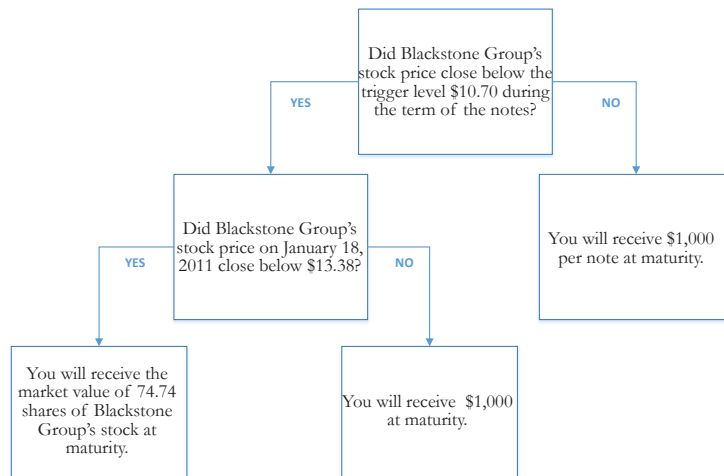 Did Blackstone Group's
stock price close below the
trigger level $10.70 during
the term of the notes?
YES
NO
Did Blackstone Group's
stock price on January 18,
2011 close below $13.38?
You will receive $1,000
per note at maturity.
YES
NO
You will receive the
market value of 74.74
shares of Blackstone
Group's stock at
maturity.
You will receive $1,000
at maturity.